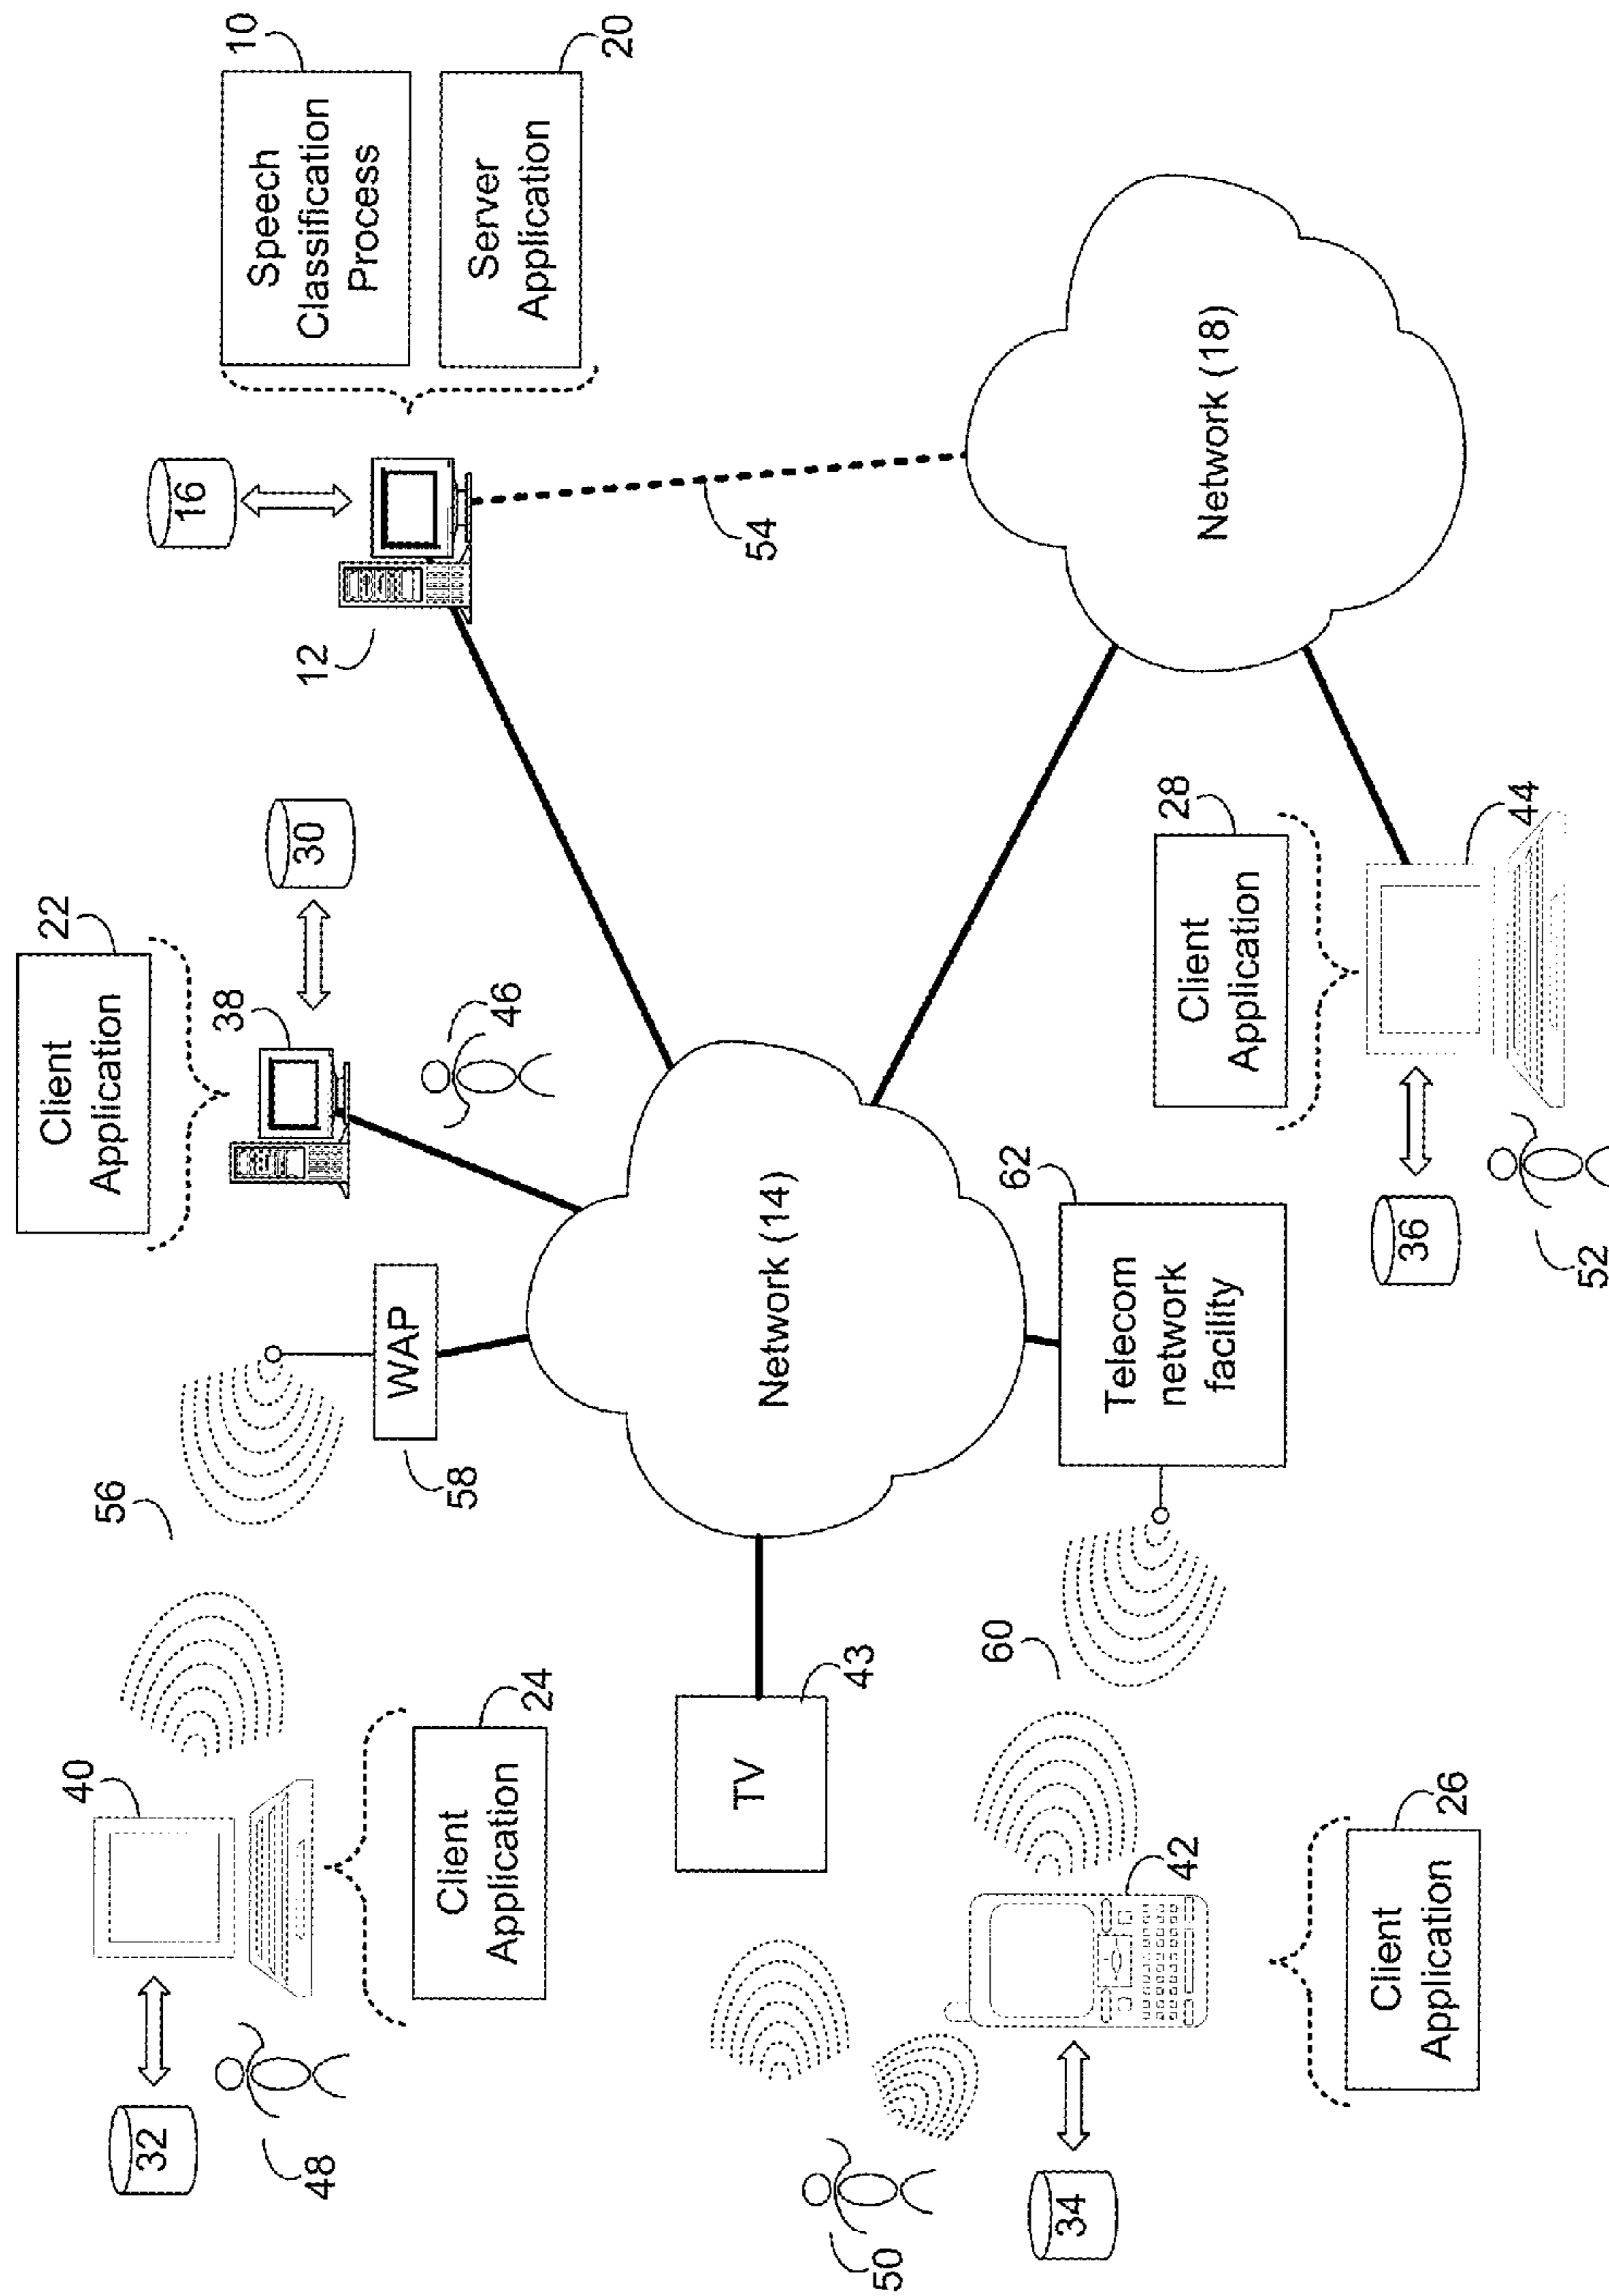 32
40
56
Client
Application
22
38
30
16
10
Speech
Classification
Process
48
Client
Application
24
WAP
58
46
12
Server
Application
20
TV
43
Network (14)
54
50
60
34
42
Telecom
network
facility
62
Client
Application
28
Network (18)
Client
Application
26
36
44
52